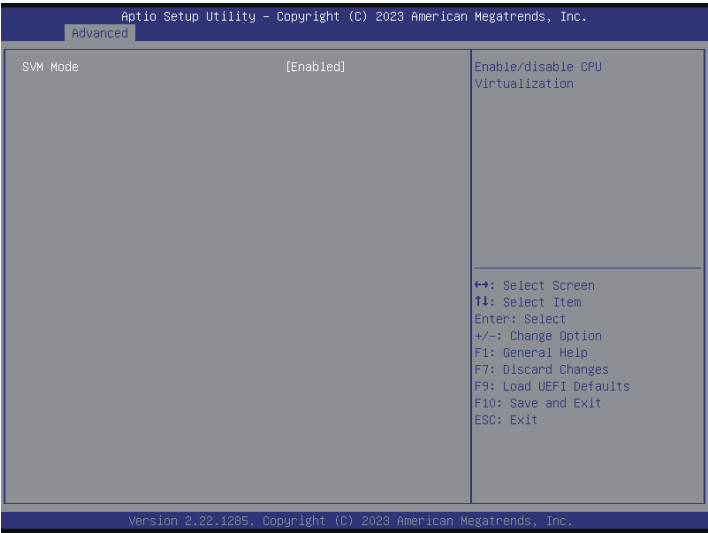 Aptio Setup Utility – Copyright (C) 2023 American Megatrends, Inc.
Advanced
SVM Mode [Enabled]
Enable/disable CPU
Virtualization
↔: Select Screen
↑↓: Select Item
Enter: Select
+/-: Change Option
F1: General Help
F7: Discard Changes
F9: Load UEFI Defaults
F10: Save and Exit
ESC: Exit
Version 2.22.1285. Copyright (C) 2023 American Megatrends, Inc.